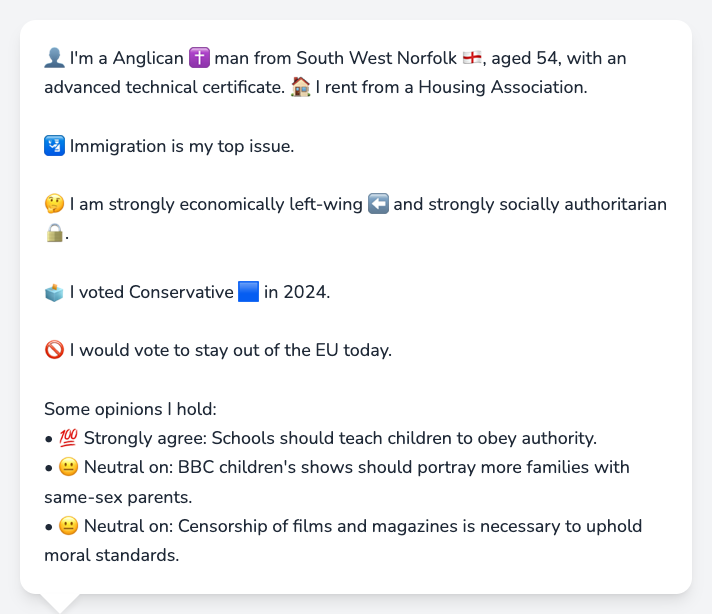 👤 I'm a Anglican ✝️ man from South West Norfolk 🏴󠁧󠁢󠁥󠁮󠁧󠁿, aged 54, with an
advanced technical certificate. 🏠 I rent from a Housing Association.
🛂 Immigration is my top issue.
🤔 I am strongly economically left-wing ⬅️ and strongly socially authoritarian
🔒.
🗳️ I voted Conservative 🟦 in 2024.
🚫 I would vote to stay out of the EU today.
Some opinions I hold:
• 💯 Strongly agree: Schools should teach children to obey authority.
• 😐 Neutral on: BBC children's shows should portray more families with
same-sex parents.
• 😐 Neutral on: Censorship of films and magazines is necessary to uphold
moral standards.